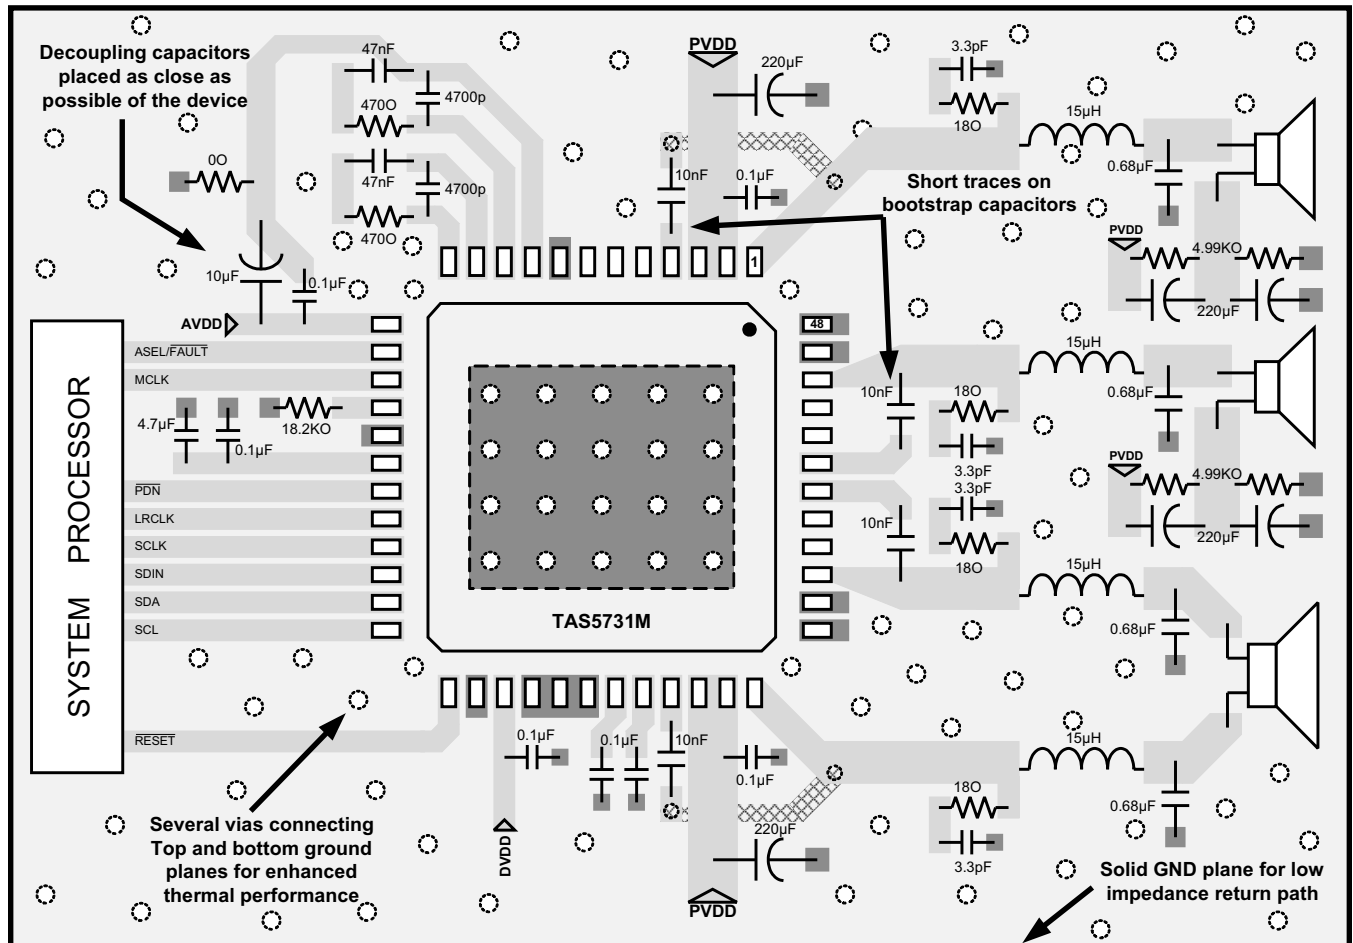 Decoupling capacitors
placed as close as
possible of the device
47nF
4700p
470O
47nF
4700p
470O
0O
10µF
0.1µF
PVDD
220µF
10nF
0.1µF
3.3pF
18O
15µH
0.68µF
Short traces on
bootstrap capacitors
PVDD
4.99KO
220µF
1
48
AVDD
ASEL/FAULT
MCLK
4.7µF
0.1µF
18.2KO
PDN
LRCLK
SCLK
SDIN
SDA
SCL
RESET
SYSTEM PROCESSOR
TAS5731M
10nF
18O
3.3pF
3.3pF
10nF
18O
15µH
0.68µF
PVDD
4.99KO
220µF
15µH
0.68µF
15µH
0.68µF
0.1µF
0.1µF
10nF
0.1µF
220µF
18O
3.3pF
DVDD
PVDD
Several vias connecting
Top and bottom ground
planes for enhanced
thermal performance
Solid GND plane for low
impedance return path